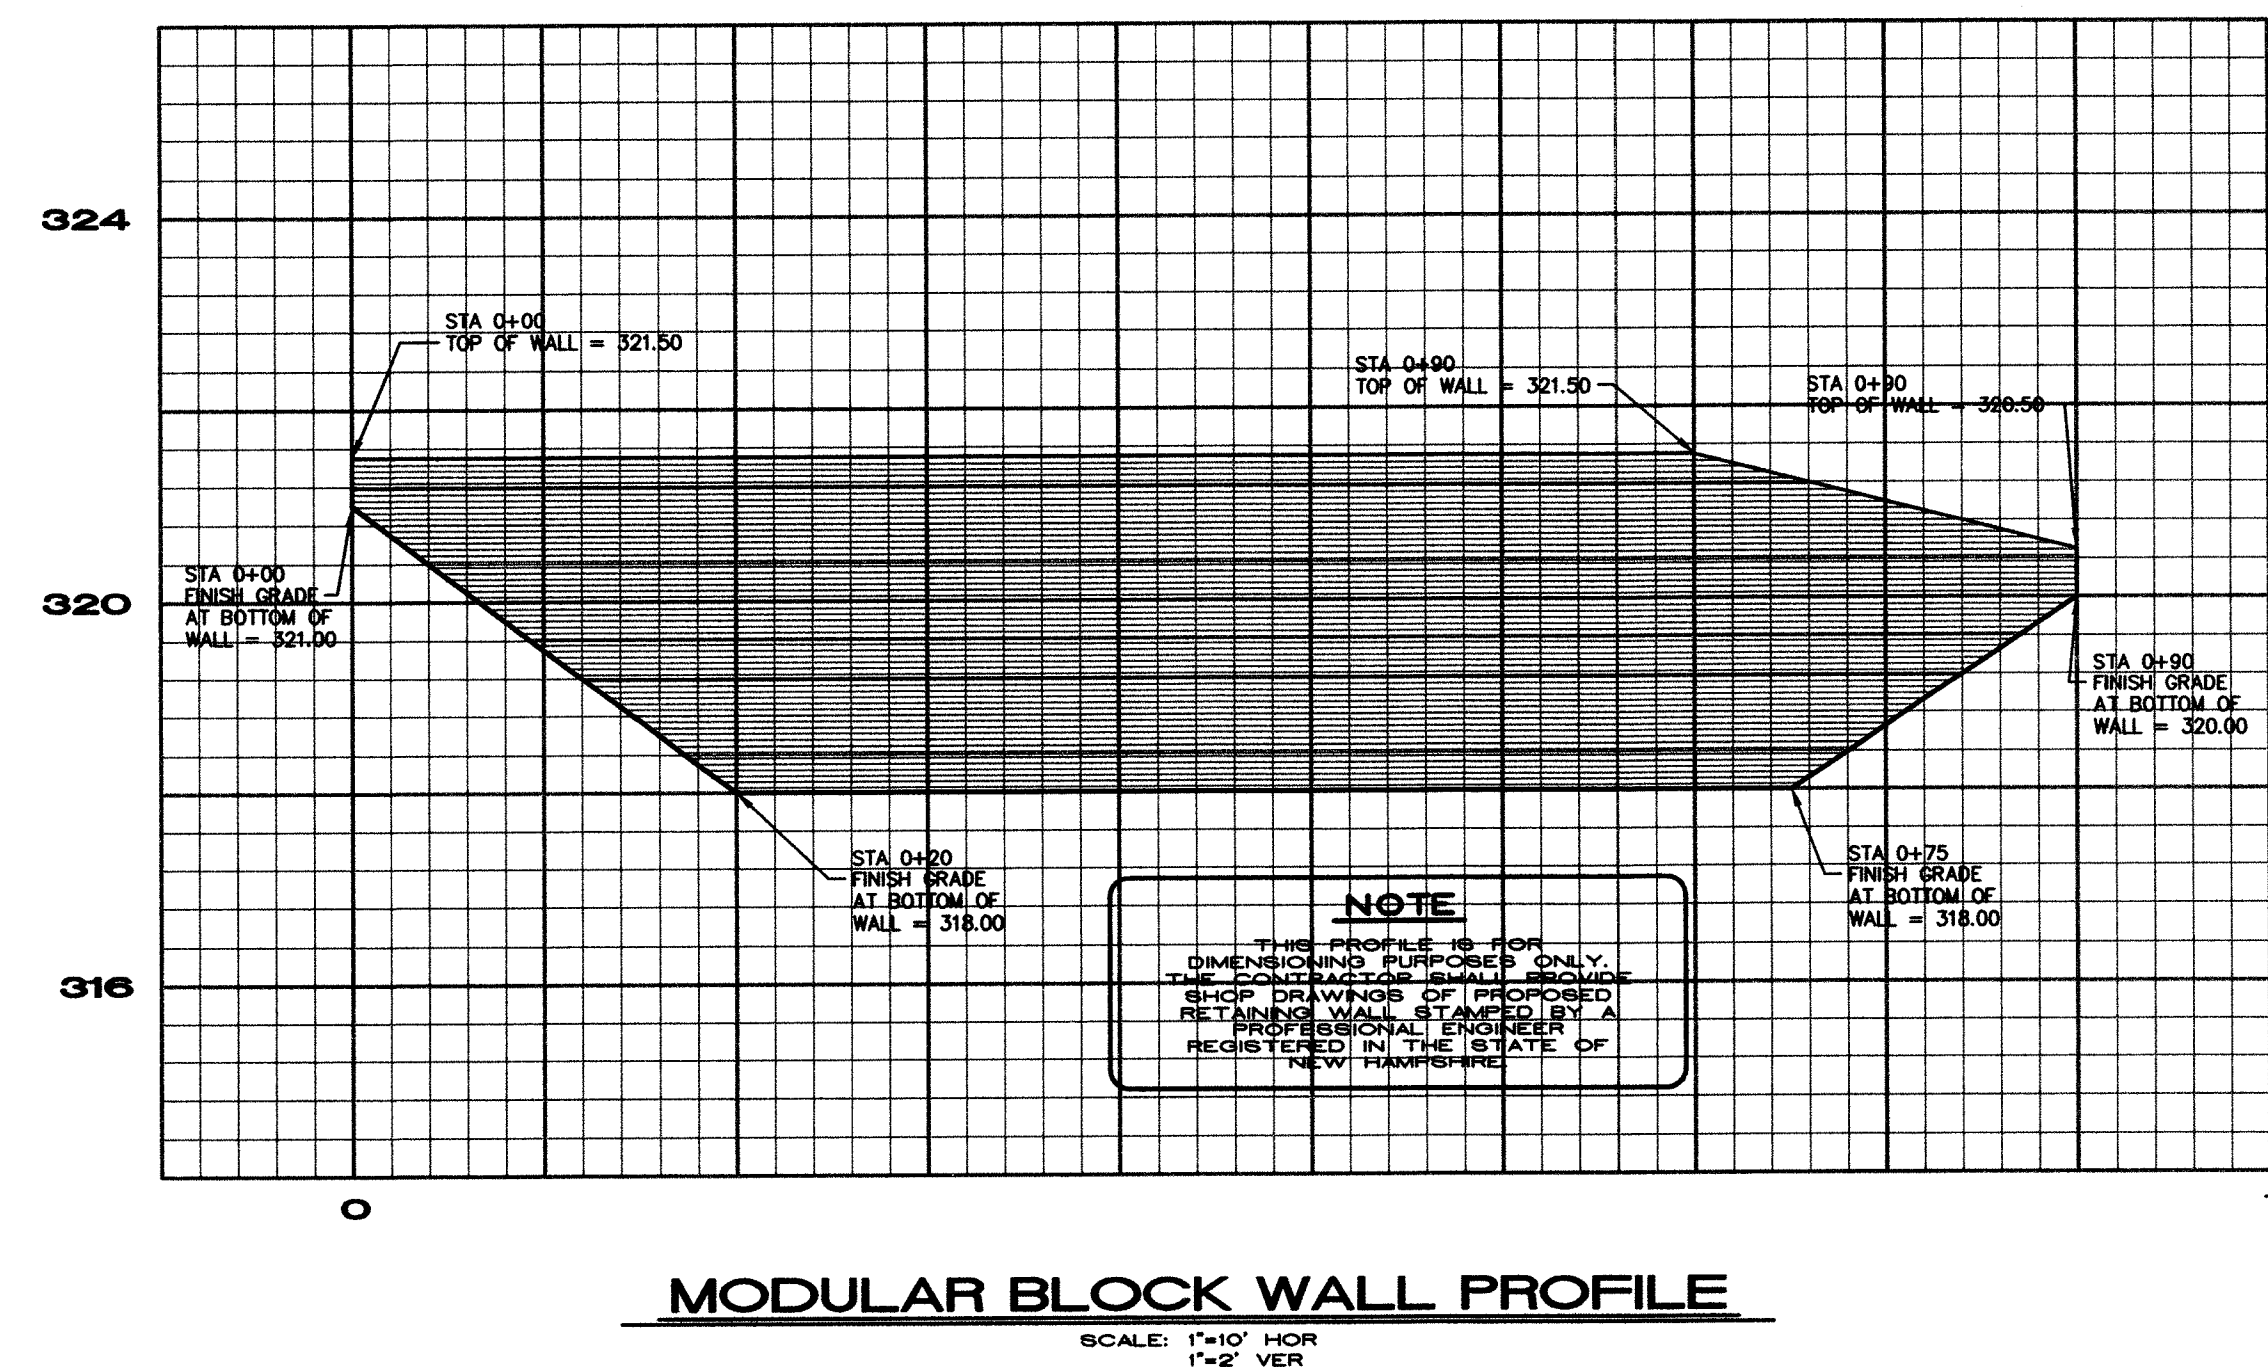 324
STA 0+00
TOP OF WALL = 321.50
STA 0+90
TOP OF WALL = 321.50
STA 0+90
TOP OF WALL = 320.50
STA 0+00
FINISH GRADE
AT BOTTOM OF
WALL = 321.00
320
STA 0+90
FINISH GRADE
AT BOTTOM OF
WALL = 320.00
STA 0+20
FINISH GRADE
AT BOTTOM OF
WALL = 318.00
STA 0+75
FINISH GRADE
AT BOTTOM OF
WALL = 318.00
NOTE
THIS PROFILE IS FOR
DIMENSIONING PURPOSES ONLY.
THE CONTRACTOR SHALL PROVIDE
SHOP DRAWINGS OF PROPOSED
RETAINING WALL STAMPED BY A
PROFESSIONAL ENGINEER
REGISTERED IN THE STATE OF
NEW HAMPSHIRE.
316
0
MODULAR BLOCK WALL PROFILE
SCALE: 1"=10' HOR
1"=2' VER